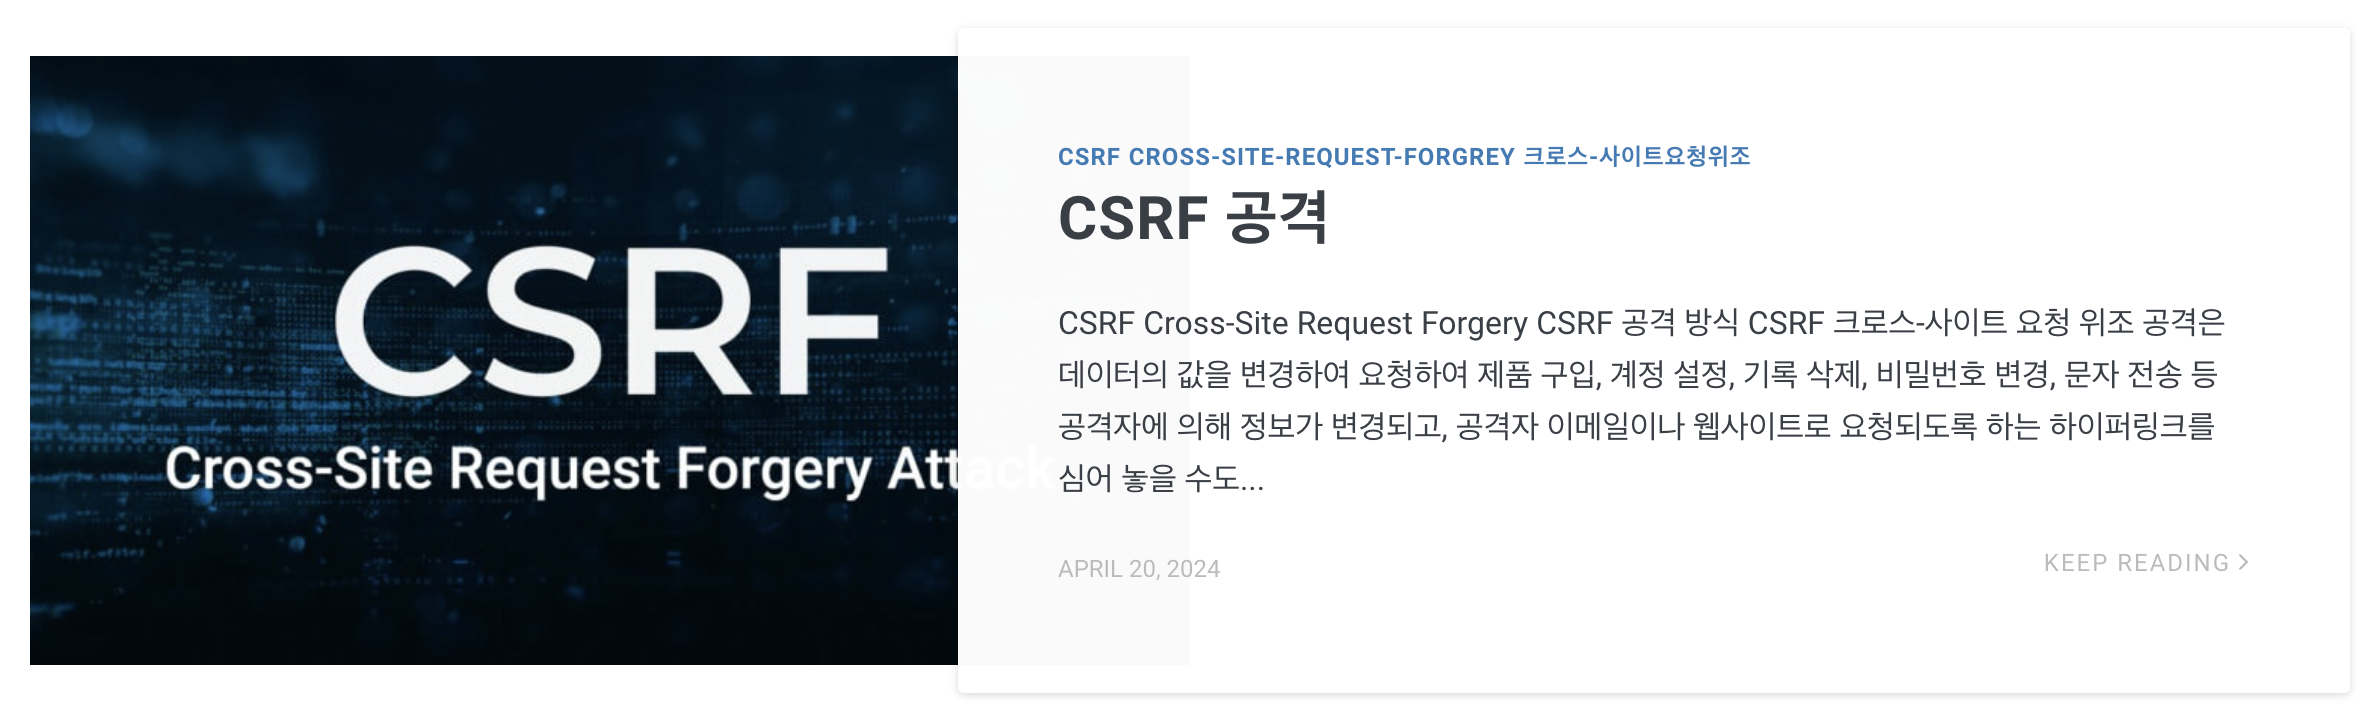 CSRF
Cross-Site Request Forgery Attack
CSRF CROSS-SITE-REQUEST-FORGREY 크로스-사이트요청위조
CSRF 공격
CSRF Cross-Site Request Forgery CSRF 공격 방식 CSRF 크로스-사이트 요청 위조 공격은
데이터의 값을 변경하여 요청하여 제품 구입, 계정 설정, 기록 삭제, 비밀번호 변경, 문자 전송 등
공격자에 의해 정보가 변경되고, 공격자 이메일이나 웹사이트로 요청되도록 하는 하이퍼링크를
심어 놓을 수도...
APRIL 20, 2024
KEEP READING >